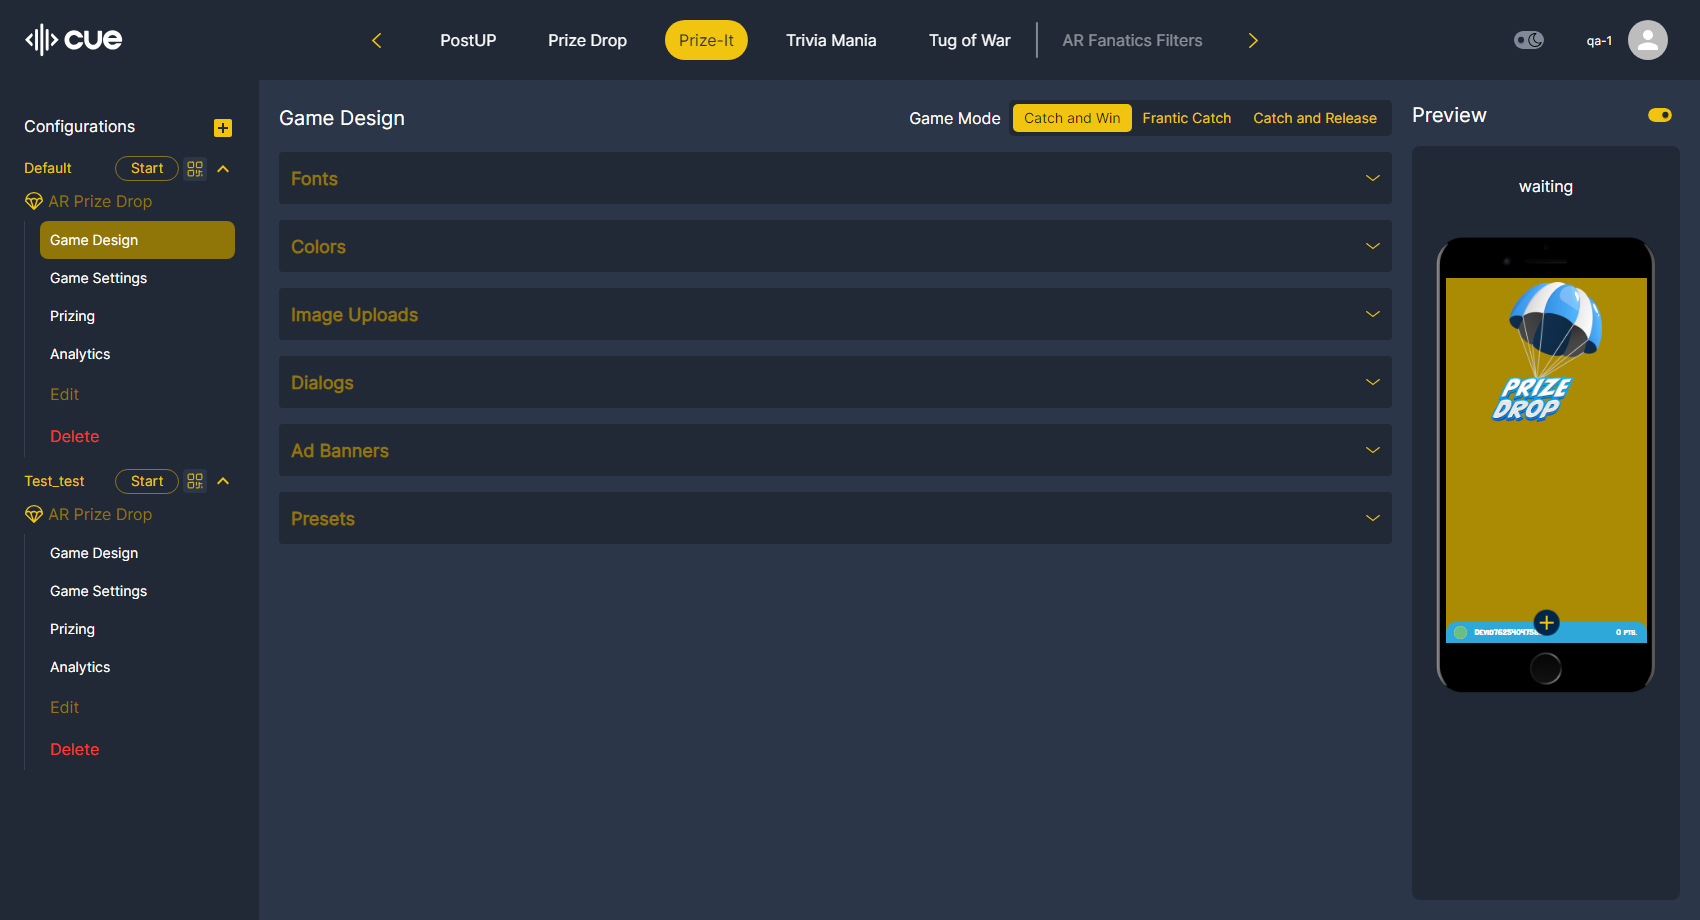 cue
PostUP
Prize Drop
Prize-It
Trivia Mania
Tug of War
AR Fanatics Filters
qa-1
Configurations
Default
Start
AR Prize Drop
Game Design
Game Settings
Prizing
Analytics
Edit
Delete
Test_test
Start
AR Prize Drop
Game Design
Game Settings
Prizing
Analytics
Edit
Delete
Game Design
Game Mode
Catch and Win
Frantic Catch
Catch and Release
Fonts
Colors
Image Uploads
Dialogs
Ad Banners
Presets
Preview
waiting
PRIZE
DROP
0 PTS.